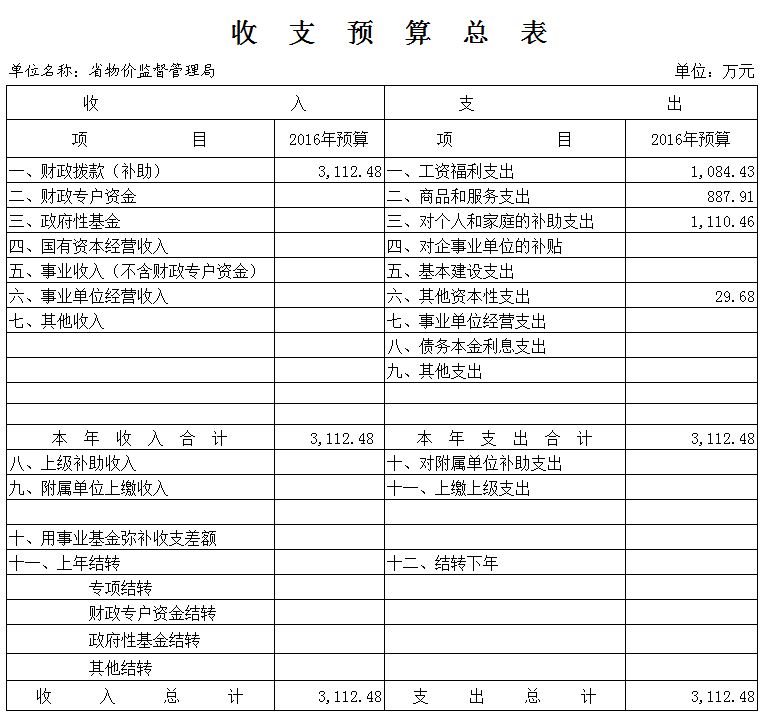 收 支 预 算 总 表
单位名称：省物价监督管理局 单位：万元
收 入 支 出
项 目 2016年预算 项 目 2016年预算
一、财政拨款（补助） 3,112.48 一、工资福利支出 1,084.43
二、财政专户资金 二、商品和服务支出 887.91
三、政府性基金 三、对个人和家庭的补助支出 1,110.46
四、国有资本经营收入 四、对企事业单位的补贴
五、事业收入（不含财政专户资金） 五、基本建设支出
六、事业单位经营收入 六、其他资本性支出 29.68
七、其他收入 七、事业单位经营支出
八、债务本金利息支出
九、其他支出
本 年 收 入 合 计 3,112.48 本 年 支 出 合 计 3,112.48
八、上级补助收入 十、对附属单位补助支出
九、附属单位上缴收入 十一、上缴上级支出
十、用事业基金弥补收支差额
十一、上年结转 十二、结转下年
专项结转
财政专户资金结转
政府性基金结转
其他结转
收 入 总 计 3,112.48 支 出 总 计 3,112.48